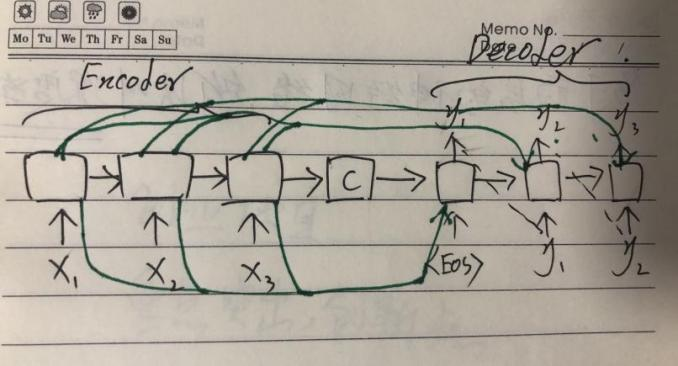 Memo No.
Mo Tu We Th Fr Sa Su
Decoder
Encoder
y₁ y₂ y₃
C
X₁ X₂ X₃ <EOS> y₁ y₂